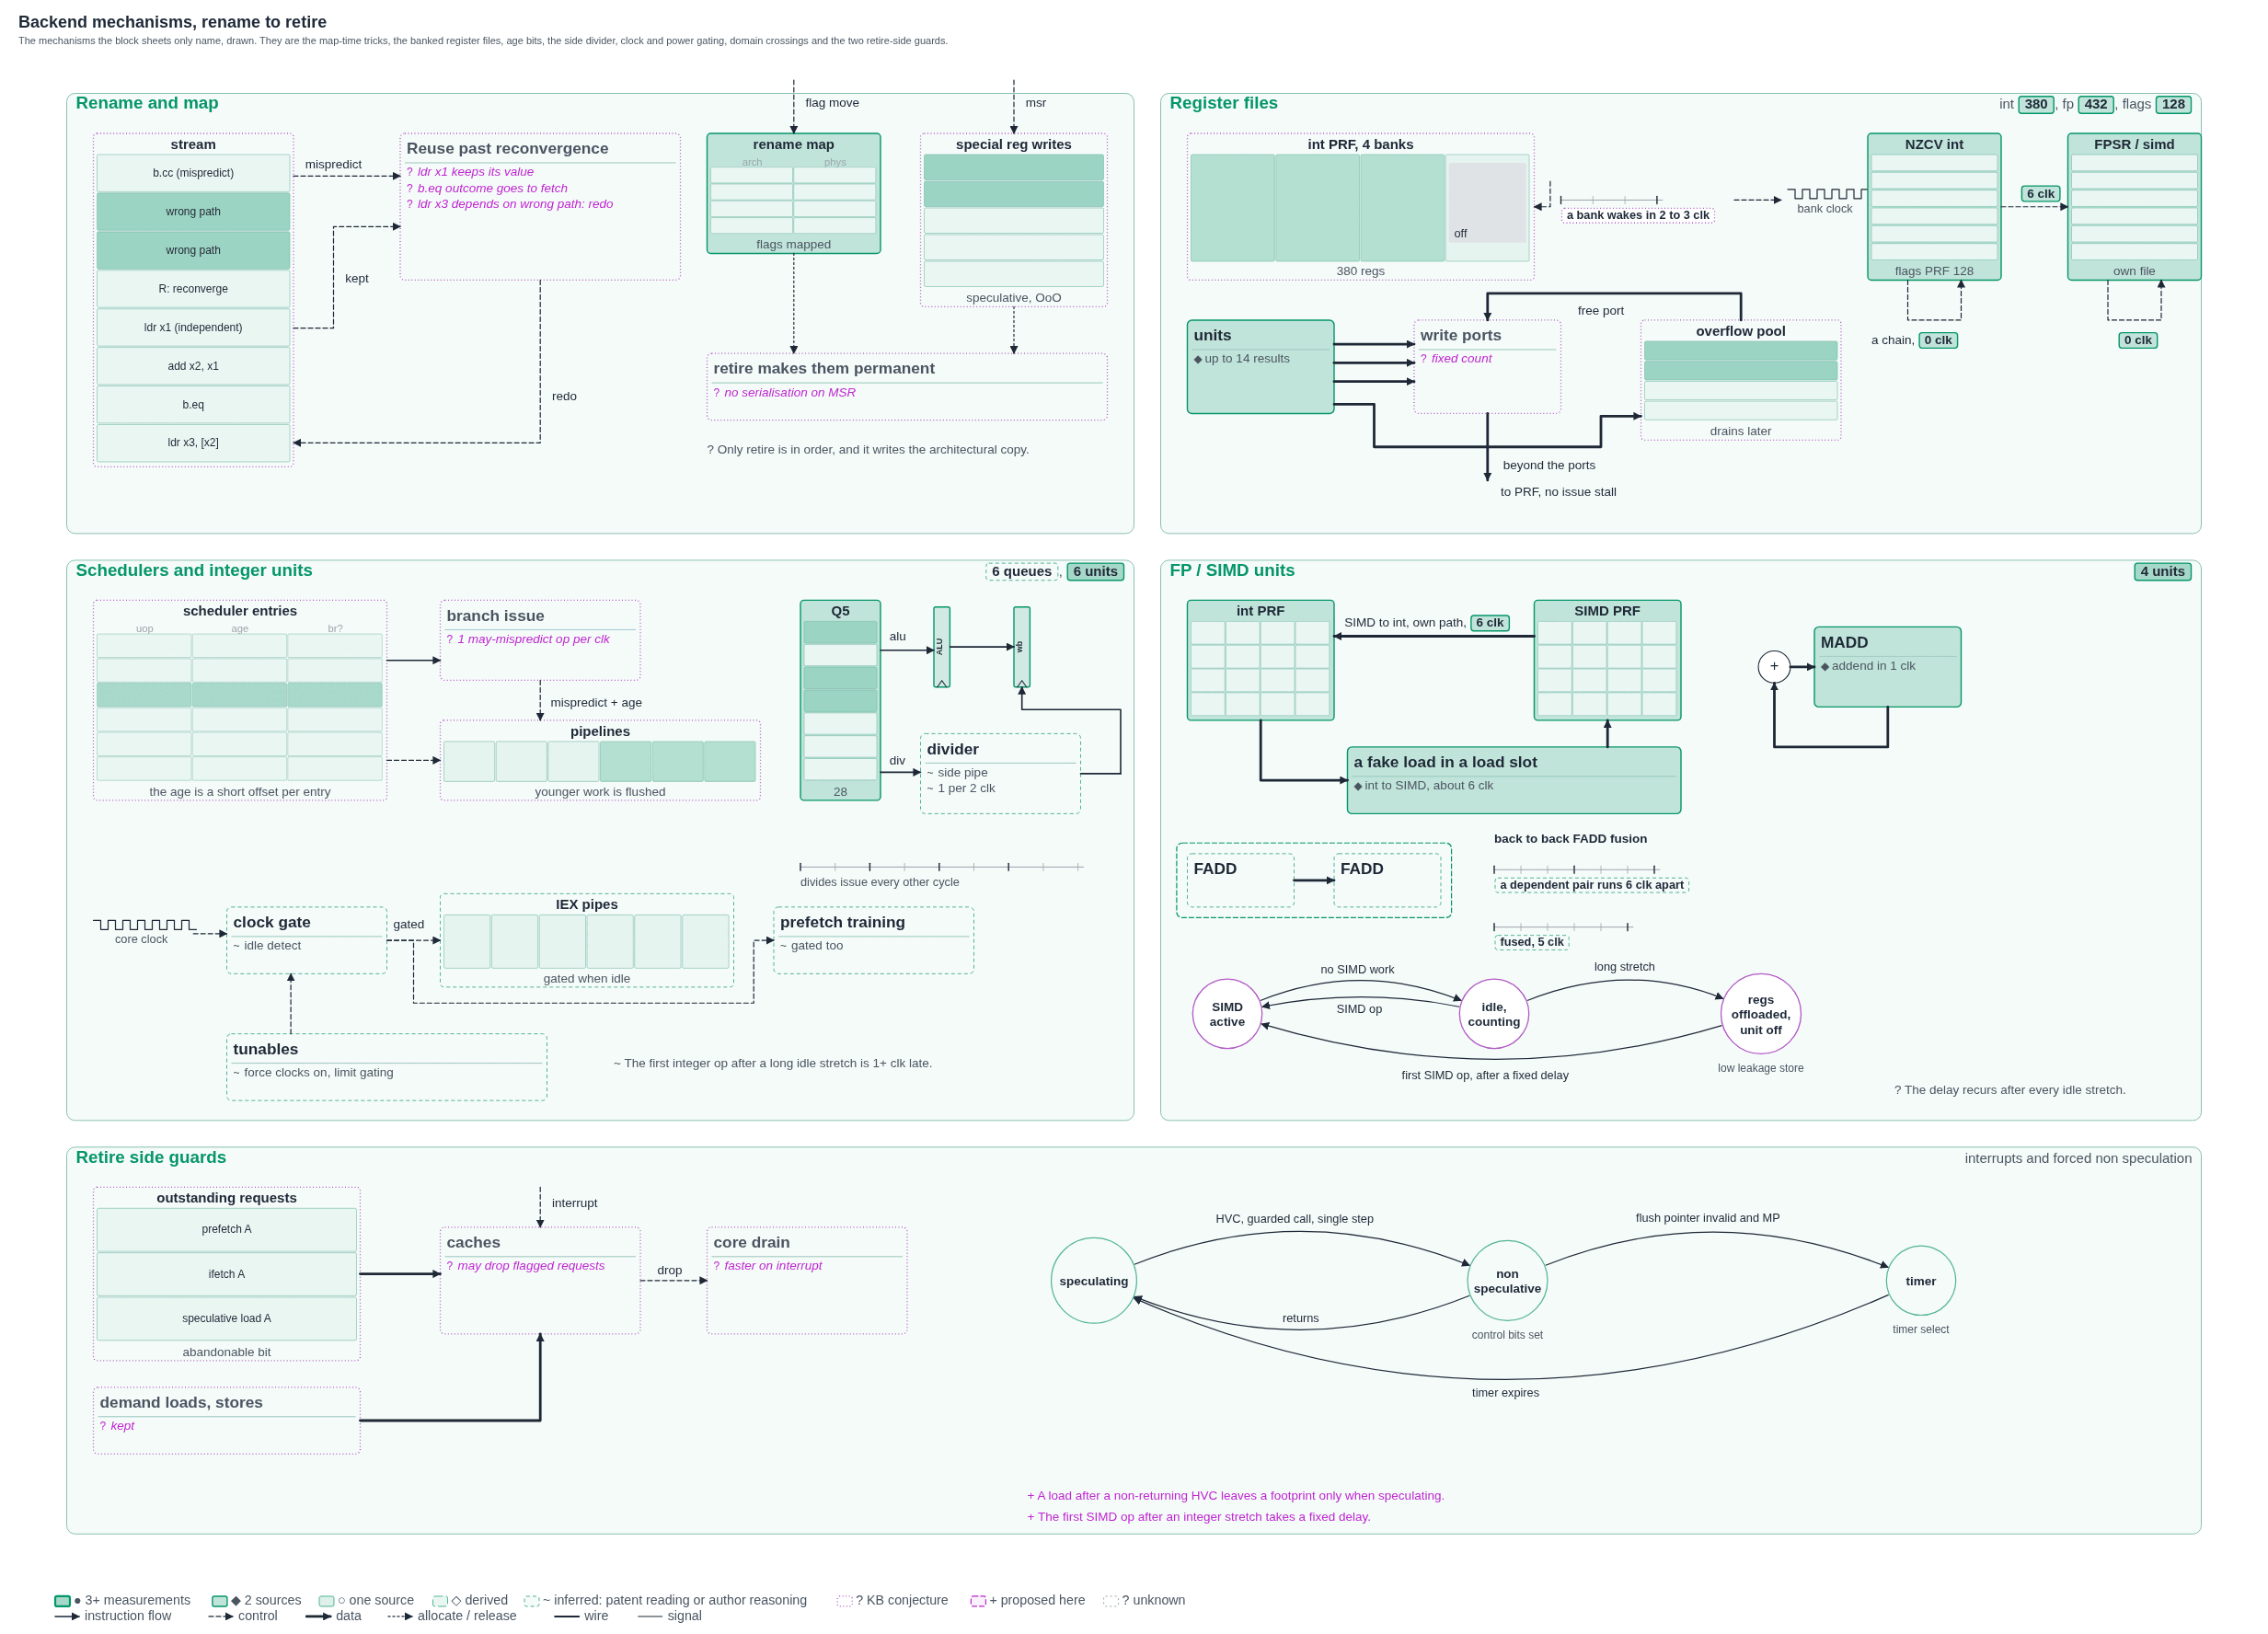 Backend mechanisms, rename to retire
The mechanisms the block sheets only name, drawn. They are the map-time tricks, the banked register files, age bits, the side divider, clock and power gating, domain crossings and the two retire-side guards.
Rename and map
flag move
msr
stream
b.cc (mispredict)
wrong path
wrong path
R: reconverge
ldr x1 (independent)
add x2, x1
b.eq
ldr x3, [x2]
mispredict
kept
redo
Reuse past reconvergence
? ldr x1 keeps its value
? b.eq outcome goes to fetch
? ldr x3 depends on wrong path: redo
rename map
arch phys
flags mapped
special reg writes
speculative, OoO
retire makes them permanent
? no serialisation on MSR
? Only retire is in order, and it writes the architectural copy.
Register files
int 380, fp 432, flags 128
int PRF, 4 banks
off
380 regs
a bank wakes in 2 to 3 clk
bank clock
NZCV int
flags PRF 128
6 clk
FPSR / simd
own file
a chain, 0 clk
0 clk
units
◆ up to 14 results
write ports
? fixed count
free port
overflow pool
drains later
beyond the ports
to PRF, no issue stall
Schedulers and integer units
6 queues, 6 units
scheduler entries
uop age br?
the age is a short offset per entry
branch issue
? 1 may-mispredict op per clk
mispredict + age
pipelines
younger work is flushed
Q5
28
alu
ALU
wb
div
divider
~ side pipe
~ 1 per 2 clk
divides issue every other cycle
core clock
clock gate
~ idle detect
gated
IEX pipes
gated when idle
prefetch training
~ gated too
tunables
~ force clocks on, limit gating
~ The first integer op after a long idle stretch is 1+ clk late.
FP / SIMD units
4 units
int PRF
SIMD to int, own path, 6 clk
SIMD PRF
a fake load in a load slot
◆ int to SIMD, about 6 clk
+
MADD
◆ addend in 1 clk
FADD
FADD
back to back FADD fusion
a dependent pair runs 6 clk apart
fused, 5 clk
SIMD
active
no SIMD work
SIMD op
idle,
counting
long stretch
regs
offloaded,
unit off
low leakage store
first SIMD op, after a fixed delay
? The delay recurs after every idle stretch.
Retire side guards
interrupts and forced non speculation
outstanding requests
prefetch A
ifetch A
speculative load A
abandonable bit
interrupt
caches
? may drop flagged requests
drop
core drain
? faster on interrupt
demand loads, stores
? kept
speculating
HVC, guarded call, single step
returns
non
speculative
control bits set
flush pointer invalid and MP
timer
timer select
timer expires
+ A load after a non-returning HVC leaves a footprint only when speculating.
+ The first SIMD op after an integer stretch takes a fixed delay.
● 3+ measurements ◆ 2 sources ○ one source ◇ derived ~ inferred: patent reading or author reasoning ? KB conjecture + proposed here ? unknown
instruction flow control data allocate / release wire signal